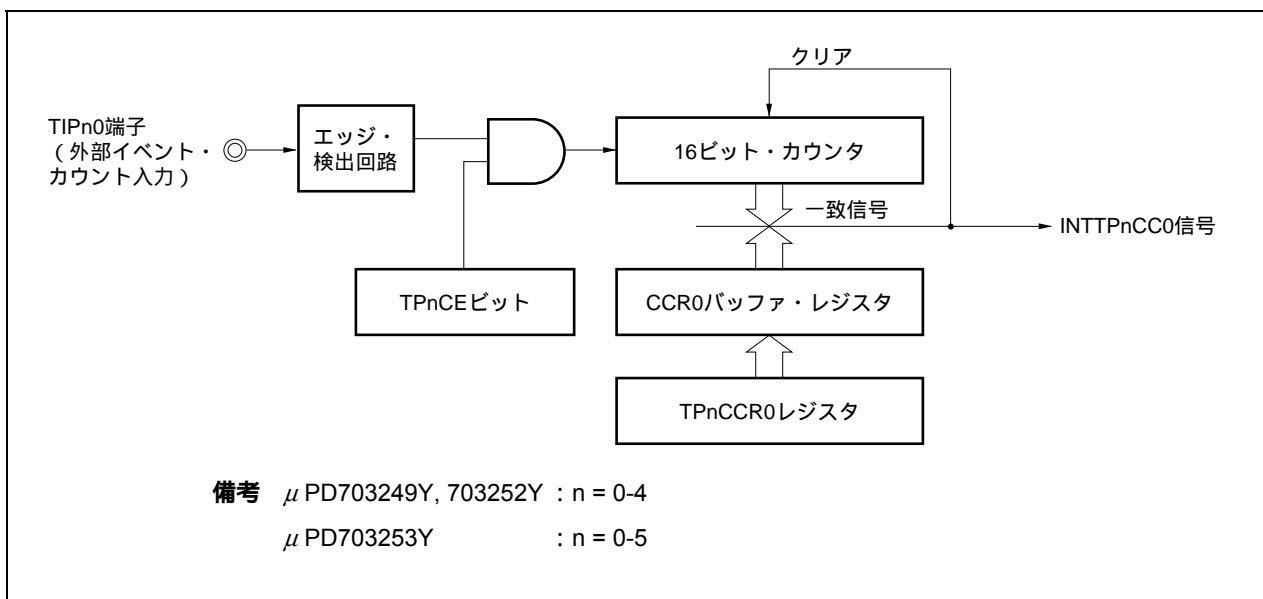 クリア
TIPn0端子
（外部イベント・
カウント入力）
エッジ・
検出回路
16ビット・カウンタ
一致信号
INTTPnCC0信号
TPnCEビット
CCR0バッファ・レジスタ
TPnCCR0レジスタ
備考 μ PD703249Y, 703252Y : n = 0-4
μ PD703253Y : n = 0-5